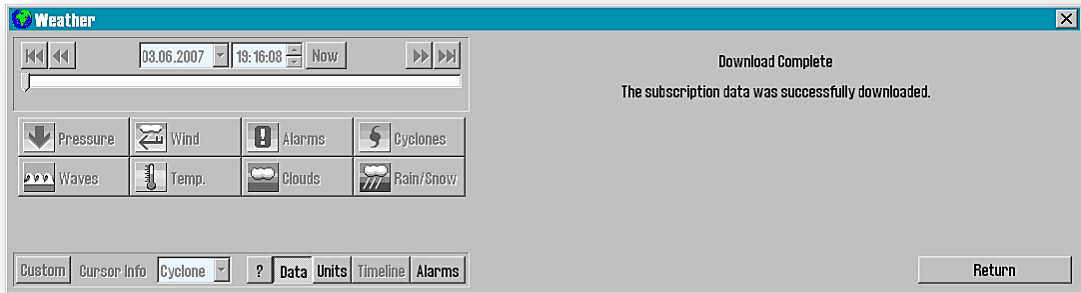 Weather
03.06.2007 19:16:08 Now
Pressure Wind Alarms Cyclones
Waves Temp. Clouds Rain/Snow
Custom Cursor Info Cyclone ? Data Units Timeline Alarms
Download Complete
The subscription data was successfully downloaded.
Return